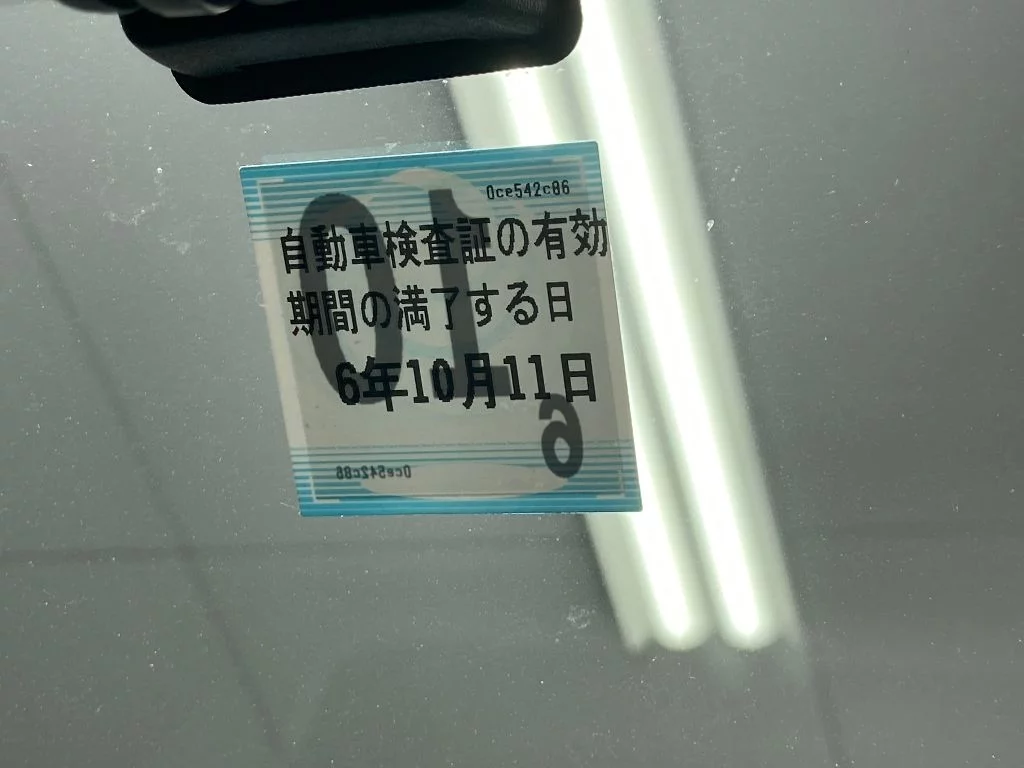 0ce542c86
自動車検査証の有効
期間の満了する日
6年10月11日
10
6
0ce542c86